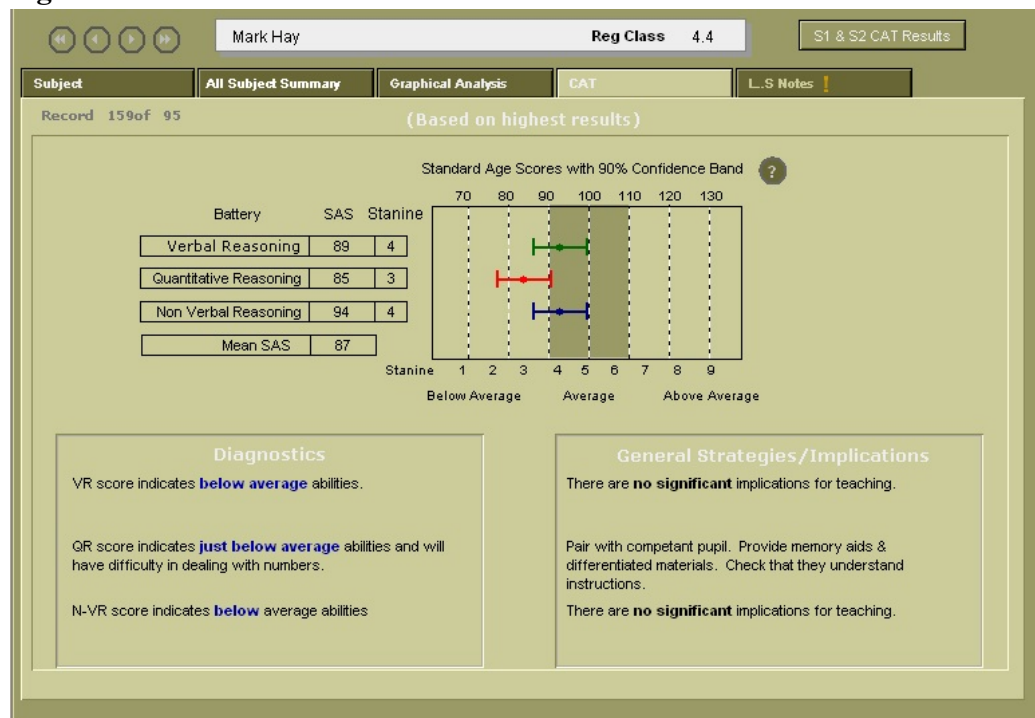 Mark Hay Reg Class 4.4 S1 & S2 CAT Results
Subject All Subject Summary Graphical Analysis CAT L..S Notes !
Record 159of 95 (Based on highest results)
Standard Age Scores with 90% Confidence Band ?
70 80 90 100 110 120 130
Battery SAS Stanine
Verbal Reasoning 89 4
Quantitative Reasoning 85 3
Non Verbal Reasoning 94 4
Mean SAS 87
Stanine 1 2 3 4 5 6 7 8 9
Below Average Average Above Average
Diagnostics
VR score indicates below average abilities.
QR score indicates just below average abilities and will
have difficulty in dealing with numbers.
N-VR score indicates below average abilities
General Strategies/Implications
There are no significant implications for teaching.
Pair with competant pupil. Provide memory aids &
differentiated materials. Check that they understand
instructions.
There are no significant implications for teaching.